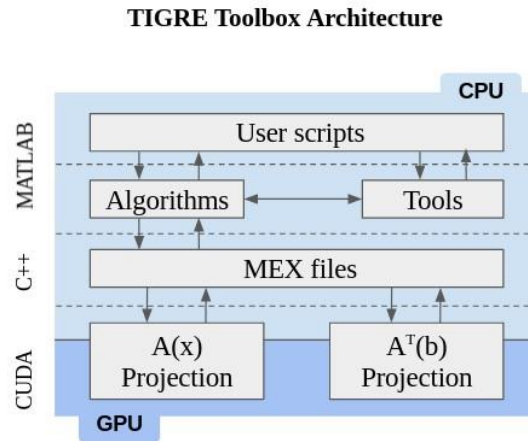 TIGRE Toolbox Architecture
CPU
MATLAB
User scripts
Algorithms
Tools
C++
MEX files
CUDA
A(x)
Projection
Aᵀ(b)
Projection
GPU